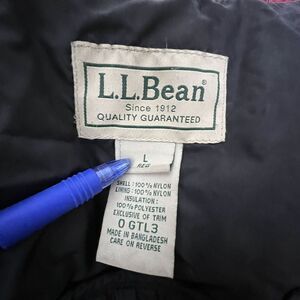 L.L.Bean®
Since 1912
QUALITY GUARANTEED
L
REG
SHELL: 100% NYLON
LINING: 100% NYLON
INSULATION:
100% POLYESTER
EXCLUSIVE OF TRIM
0 GTL3
MADE IN BANGLADESH
CARE ON REVERSE